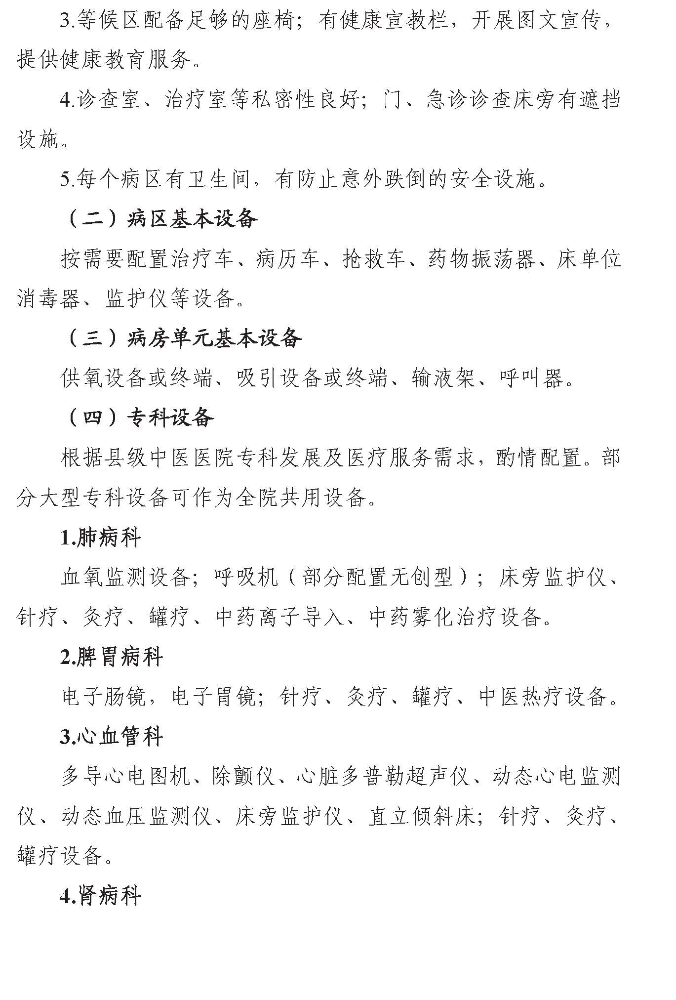 3.等候区配备足够的座椅；有健康宣教栏，开展图文宣传，
提供健康教育服务。
4.诊查室、治疗室等私密性良好；门、急诊诊查床旁有遮挡
设施。
5.每个病区有卫生间，有防止意外跌倒的安全设施。
（二）病区基本设备
按需要配置治疗车、病历车、抢救车、药物振荡器、床单位
消毒器、监护仪等设备。
（三）病房单元基本设备
供氧设备或终端、吸引设备或终端、输液架、呼叫器。
（四）专科设备
根据县级中医医院专科发展及医疗服务需求，酌情配置。部
分大型专科设备可作为全院共用设备。
1.肺病科
血氧监测设备；呼吸机（部分配置无创型）；床旁监护仪、
针疗、灸疗、罐疗、中药离子导入、中药雾化治疗设备。
2.脾胃病科
电子肠镜，电子胃镜；针疗、灸疗、罐疗、中医热疗设备。
3.心血管科
多导心电图机、除颤仪、心脏多普勒超声仪、动态心电监测
仪、动态血压监测仪、床旁监护仪、直立倾斜床；针疗、灸疗、
罐疗设备。
4.肾病科